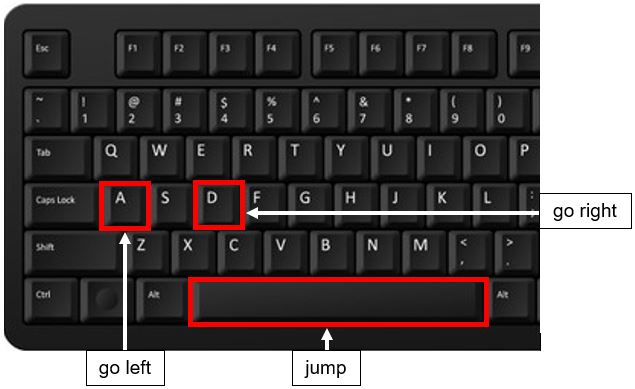 Esc F1 F2 F3 F4 F5 F6 F7 F8 F9
~ ! @ # $ % ^ & * ( )
` 1 2 3 4 5 6 7 8 9 0
Tab Q W E R T Y U I O P
Caps Lock A S D F G H J K L :
go right
Shift Z X C V B N M < >
, .
Ctrl Alt Alt
go left
jump